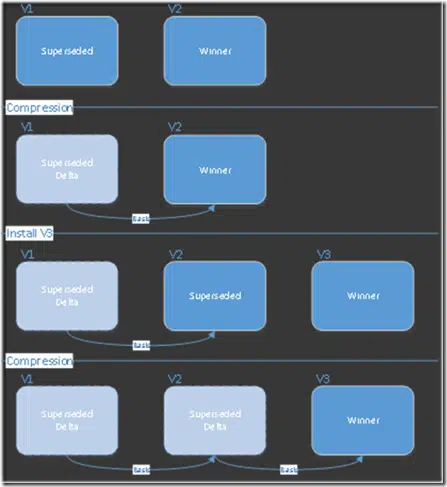 V1
V2
Superseded
Winner
Compression
V1
V2
Superseded
Delta
Winner
Basis
Install V3
V1
V2
V3
Superseded
Delta
Superseded
Winner
Basis
Compression
V1
V2
V3
Superseded
Delta
Superseded
Delta
Winner
Basis
Basis